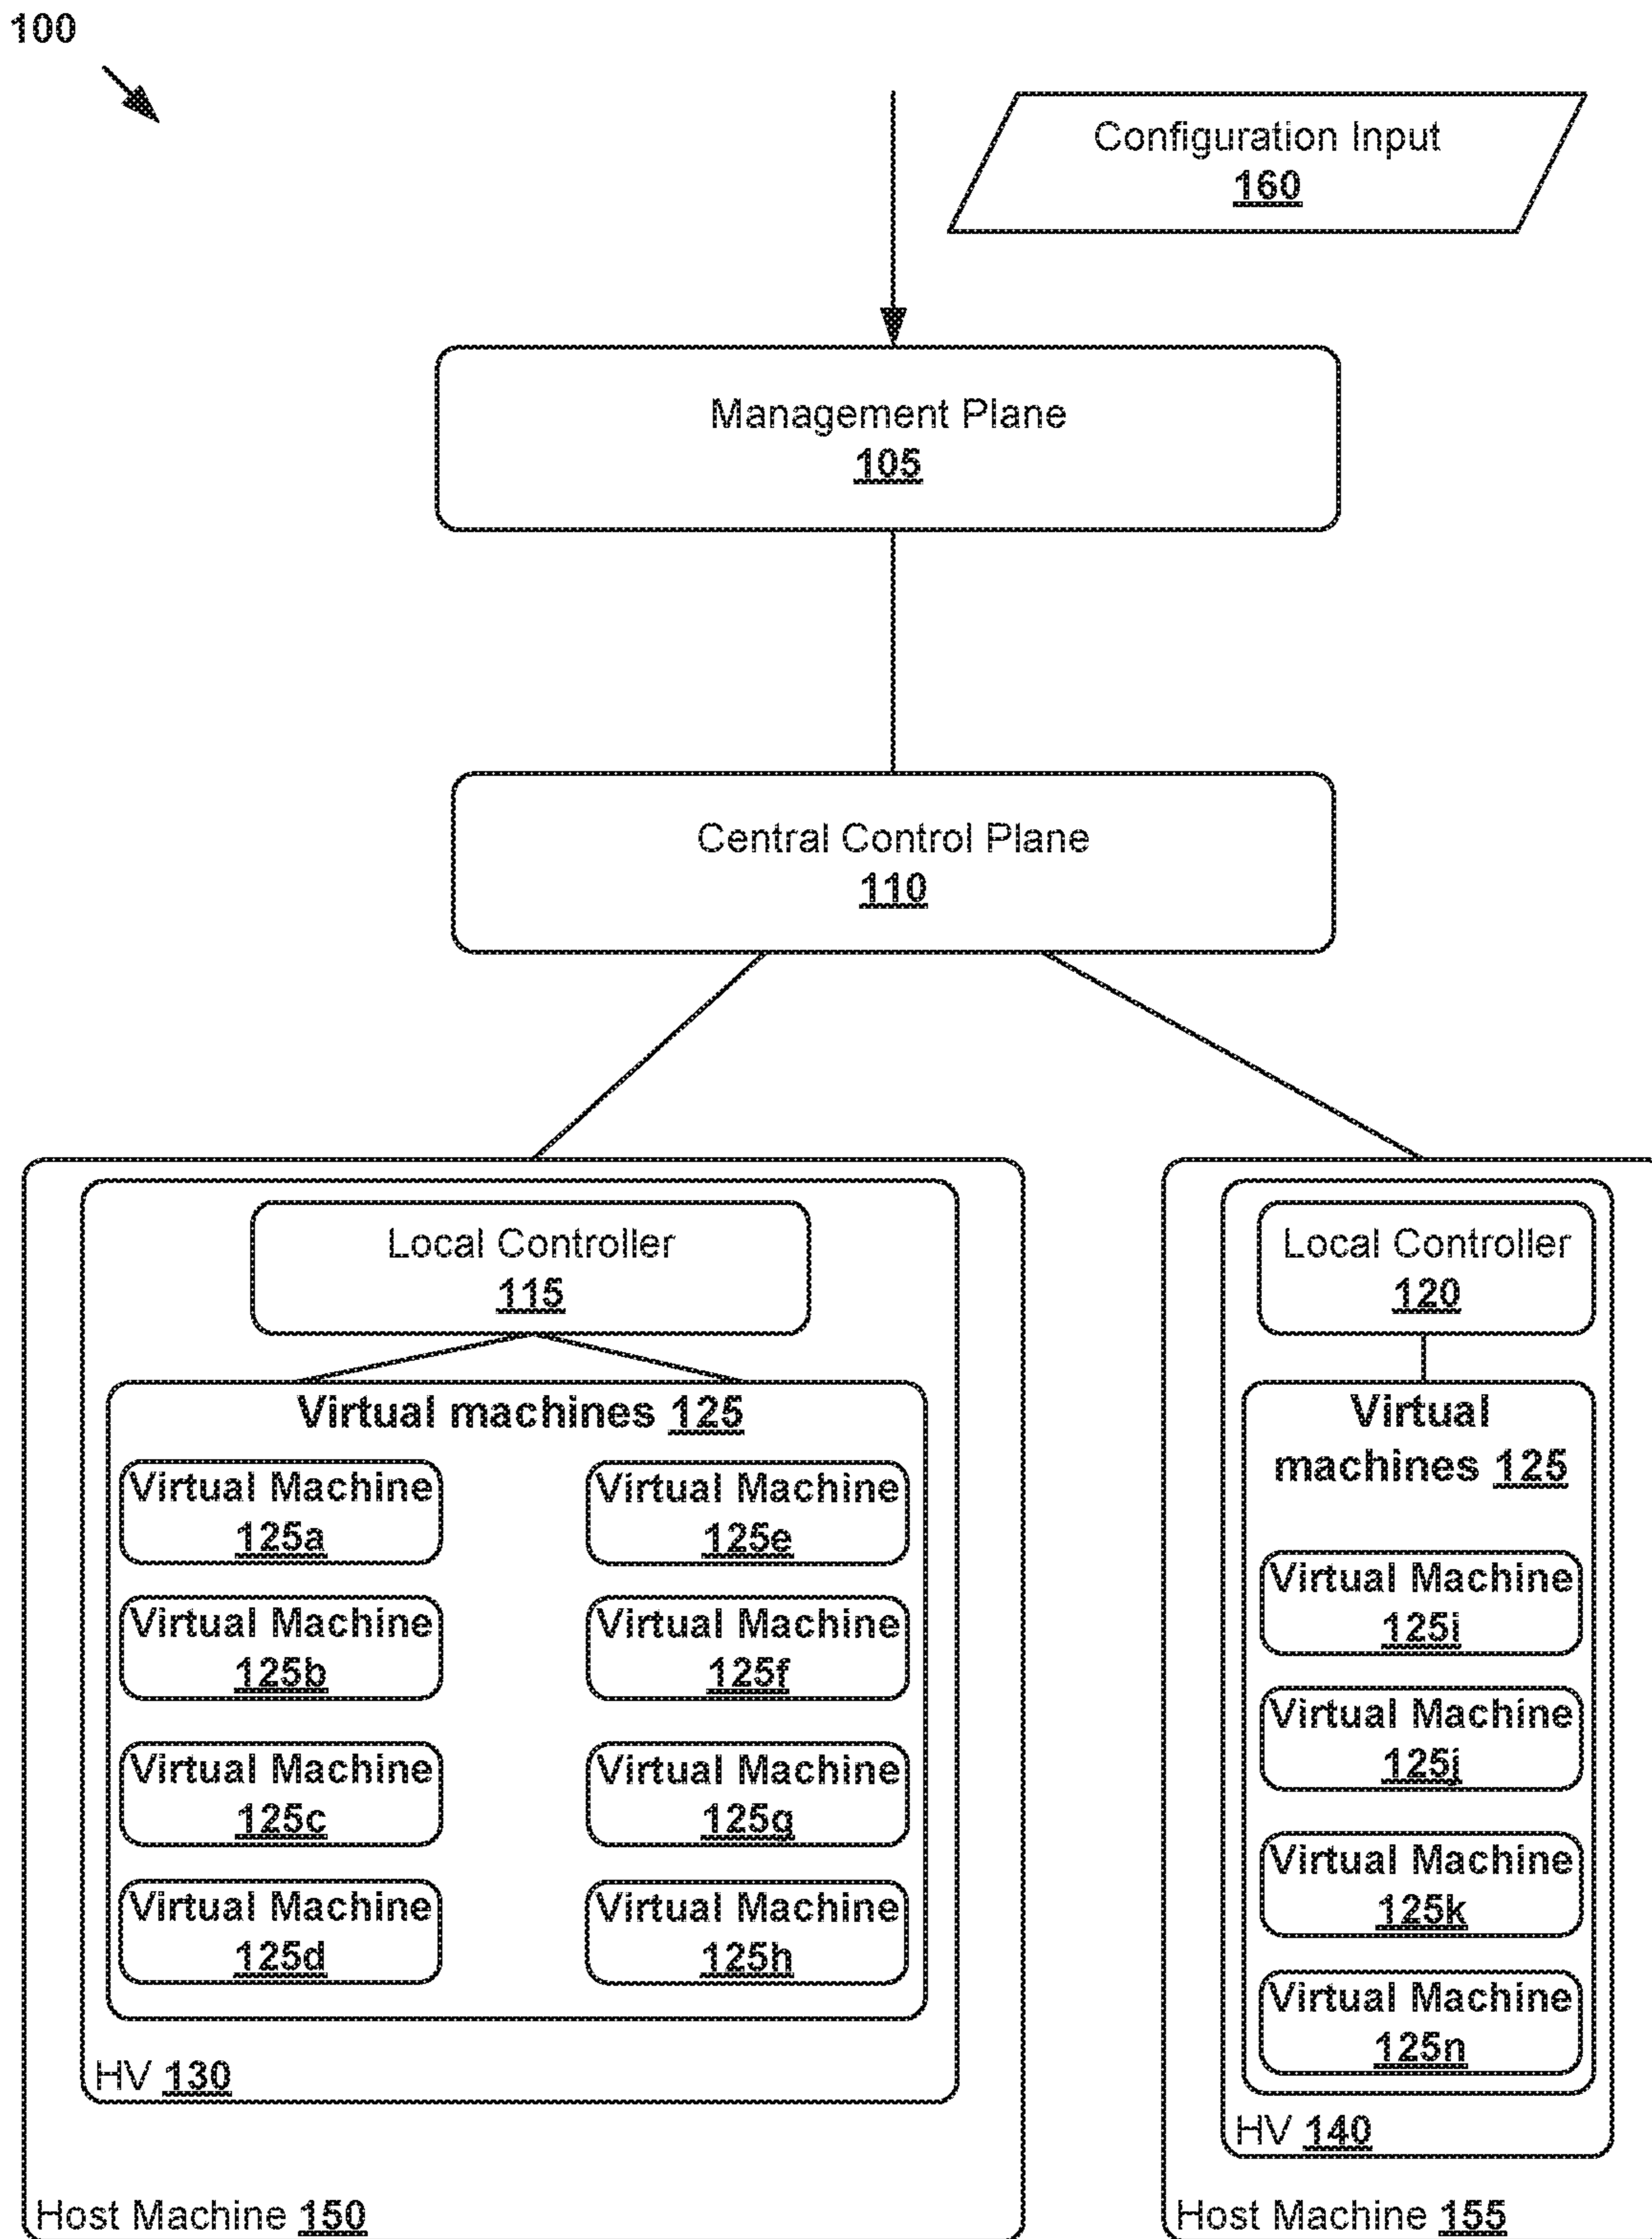 100
Configuration Input
160
Management Plane
105
Central Control Plane
110
Local Controller
115
Virtual machines 125
Virtual Machine
125a
Virtual Machine
125b
Virtual Machine
125c
Virtual Machine
125d
Virtual Machine
125e
Virtual Machine
125f
Virtual Machine
125g
Virtual Machine
125h
HV 130
Host Machine 150
Local Controller
120
Virtual
machines 125
Virtual Machine
125i
Virtual Machine
125j
Virtual Machine
125k
Virtual Machine
125n
HV 140
Host Machine 155